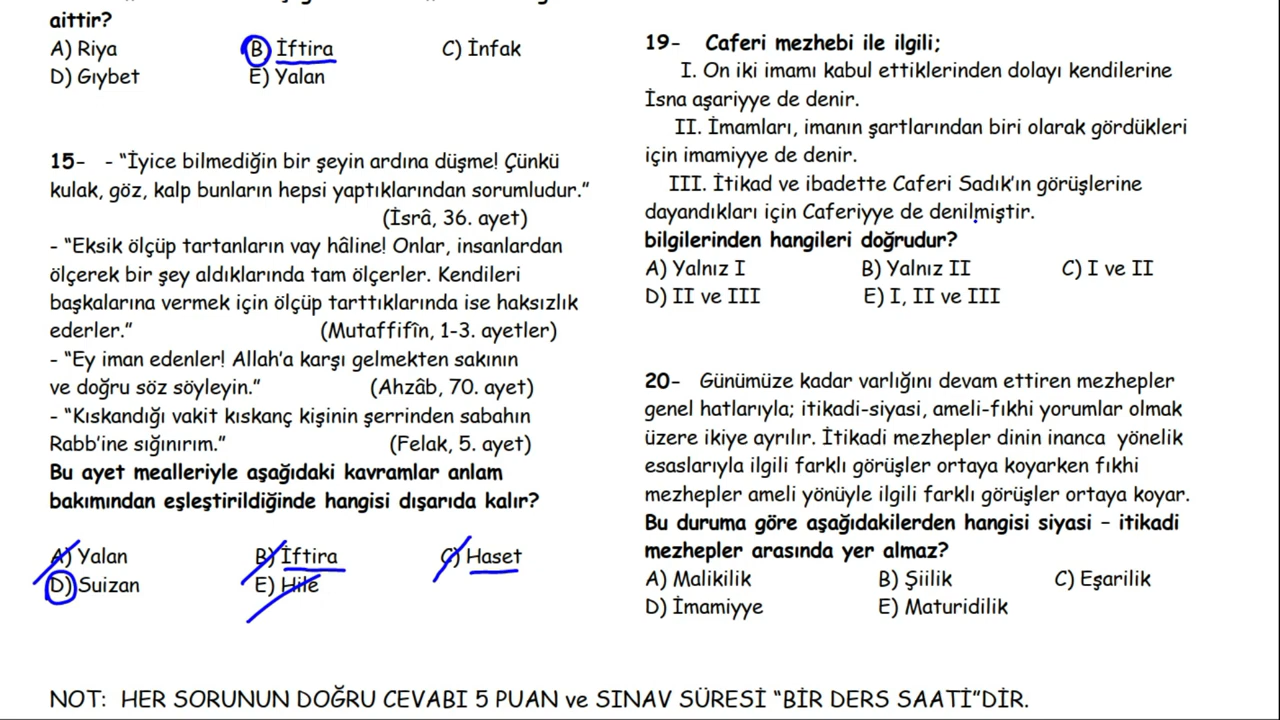 aittir?
A) Riya B) İftira C) İnfak
D) Gıybet E) Yalan
15- - “İyice bilmediğin bir şeyin ardına düşme! Çünkü
kulak, göz, kalp bunların hepsi yaptıklarından sorumludur.”
(İsrâ, 36. ayet)
- “Eksik ölçüp tartanların vay hâline! Onlar, insanlardan
ölçerek bir şey aldıklarında tam ölçerler. Kendileri
başkalarına vermek için ölçüp tarttıklarında ise haksızlık
ederler.” (Mutaffifîn, 1-3. ayetler)
- “Ey iman edenler! Allah’a karşı gelmekten sakının
ve doğru söz söyleyin.” (Ahzâb, 70. ayet)
- “Kıskandığı vakit kıskanç kişinin şerrinden sabahın
Rabb’ine sığınırım.” (Felak, 5. ayet)
Bu ayet mealleriyle aşağıdaki kavramlar anlam
bakımından eşleştirildiğinde hangisi dışarıda kalır?
A) Yalan B) İftira C) Haset
D) Suizan E) Hile
19- Caferi mezhebi ile ilgili;
I. On iki imamı kabul ettiklerinden dolayı kendilerine
İsna aşariyye de denir.
II. İmamları, imanın şartlarından biri olarak gördükleri
için imamiyye de denir.
III. İtikad ve ibadette Caferi Sadık’ın görüşlerine
dayandıkları için Caferiyye de denilmiştir.
bilgilerinden hangileri doğrudur?
A) Yalnız I B) Yalnız II C) I ve II
D) II ve III E) I, II ve III
20- Günümüze kadar varlığını devam ettiren mezhepler
genel hatlarıyla; itikadi-siyasi, ameli-fıkhi yorumlar olmak
üzere ikiye ayrılır. İtikadi mezhepler dinin inanca yönelik
esaslarıyla ilgili farklı görüşler ortaya koyarken fıkhi
mezhepler ameli yönüyle ilgili farklı görüşler ortaya koyar.
Bu duruma göre aşağıdakilerden hangisi siyasi – itikadi
mezhepler arasında yer almaz?
A) Malikilik B) Şiilik C) Eşarilik
D) İmamiyye E) Maturidilik
NOT: HER SORUNUN DOĞRU CEVABI 5 PUAN ve SINAV SÜRESİ “BİR DERS SAATİ”DİR.